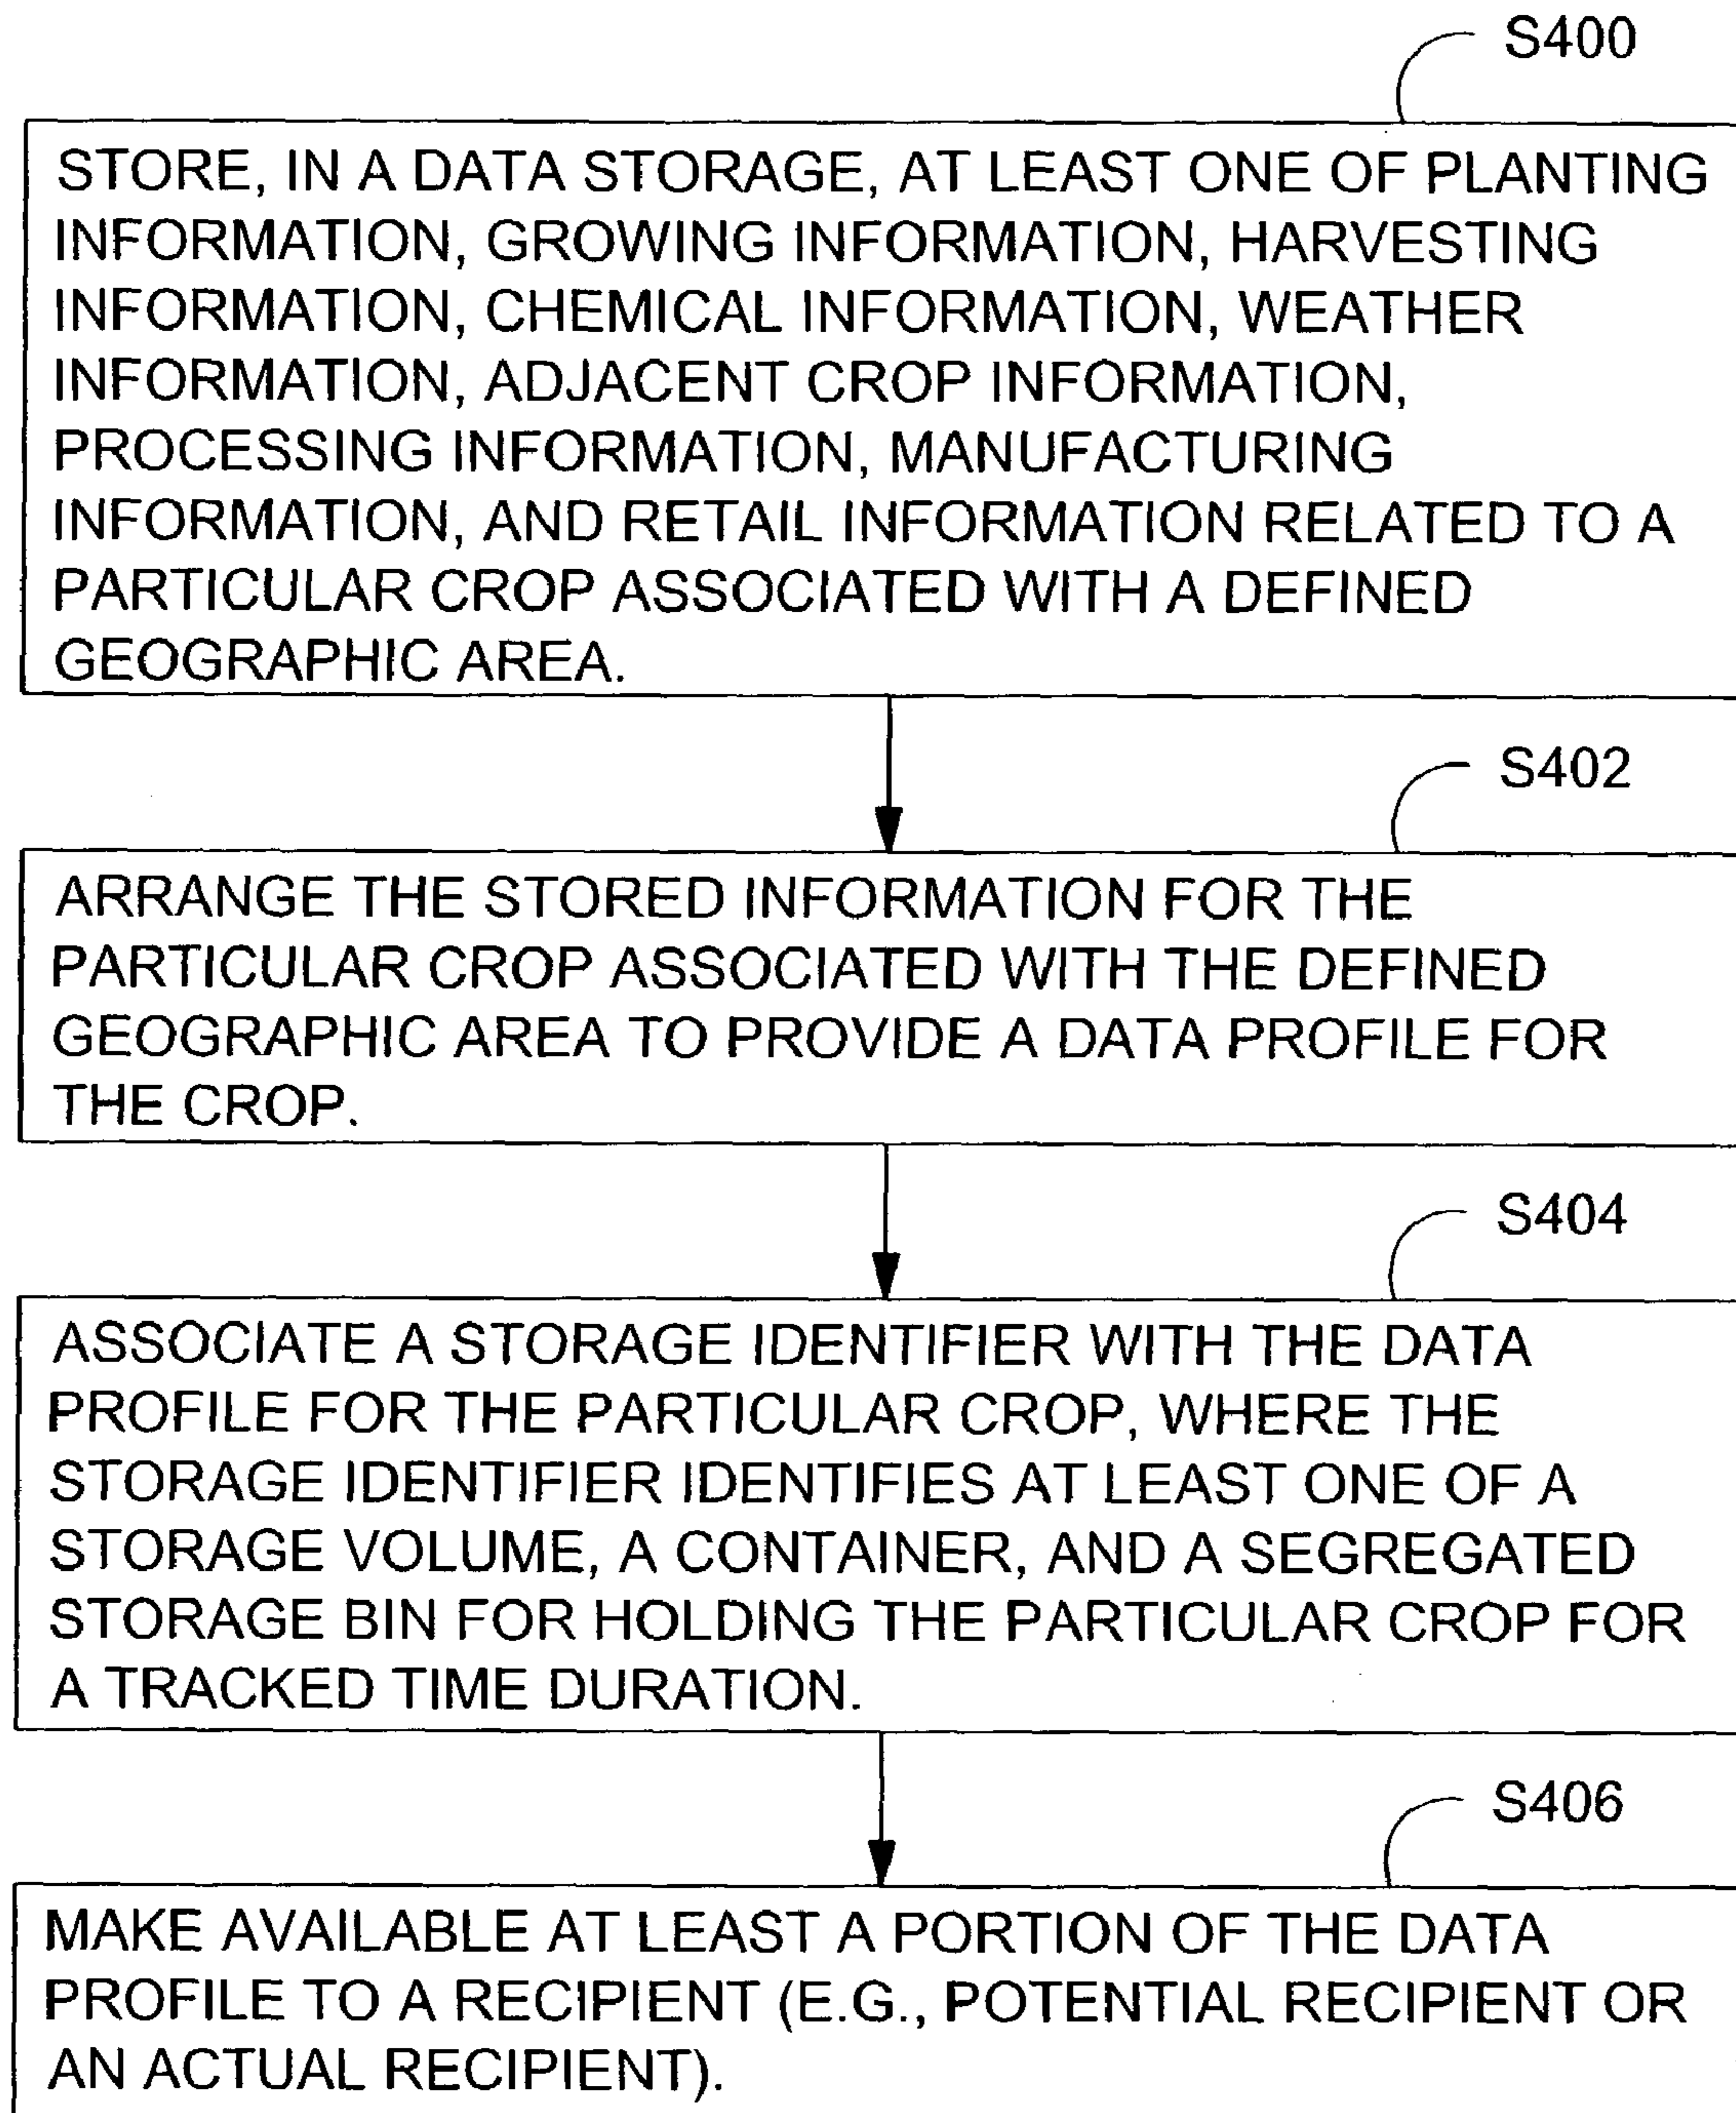 S400
STORE, IN A DATA STORAGE, AT LEAST ONE OF PLANTING
INFORMATION, GROWING INFORMATION, HARVESTING
INFORMATION, CHEMICAL INFORMATION, WEATHER
INFORMATION, ADJACENT CROP INFORMATION,
PROCESSING INFORMATION, MANUFACTURING
INFORMATION, AND RETAIL INFORMATION RELATED TO A
PARTICULAR CROP ASSOCIATED WITH A DEFINED
GEOGRAPHIC AREA.
S402
ARRANGE THE STORED INFORMATION FOR THE
PARTICULAR CROP ASSOCIATED WITH THE DEFINED
GEOGRAPHIC AREA TO PROVIDE A DATA PROFILE FOR
THE CROP.
S404
ASSOCIATE A STORAGE IDENTIFIER WITH THE DATA
PROFILE FOR THE PARTICULAR CROP, WHERE THE
STORAGE IDENTIFIER IDENTIFIES AT LEAST ONE OF A
STORAGE VOLUME, A CONTAINER, AND A SEGREGATED
STORAGE BIN FOR HOLDING THE PARTICULAR CROP FOR
A TRACKED TIME DURATION.
S406
MAKE AVAILABLE AT LEAST A PORTION OF THE DATA
PROFILE TO A RECIPIENT (E.G., POTENTIAL RECIPIENT OR
AN ACTUAL RECIPIENT).